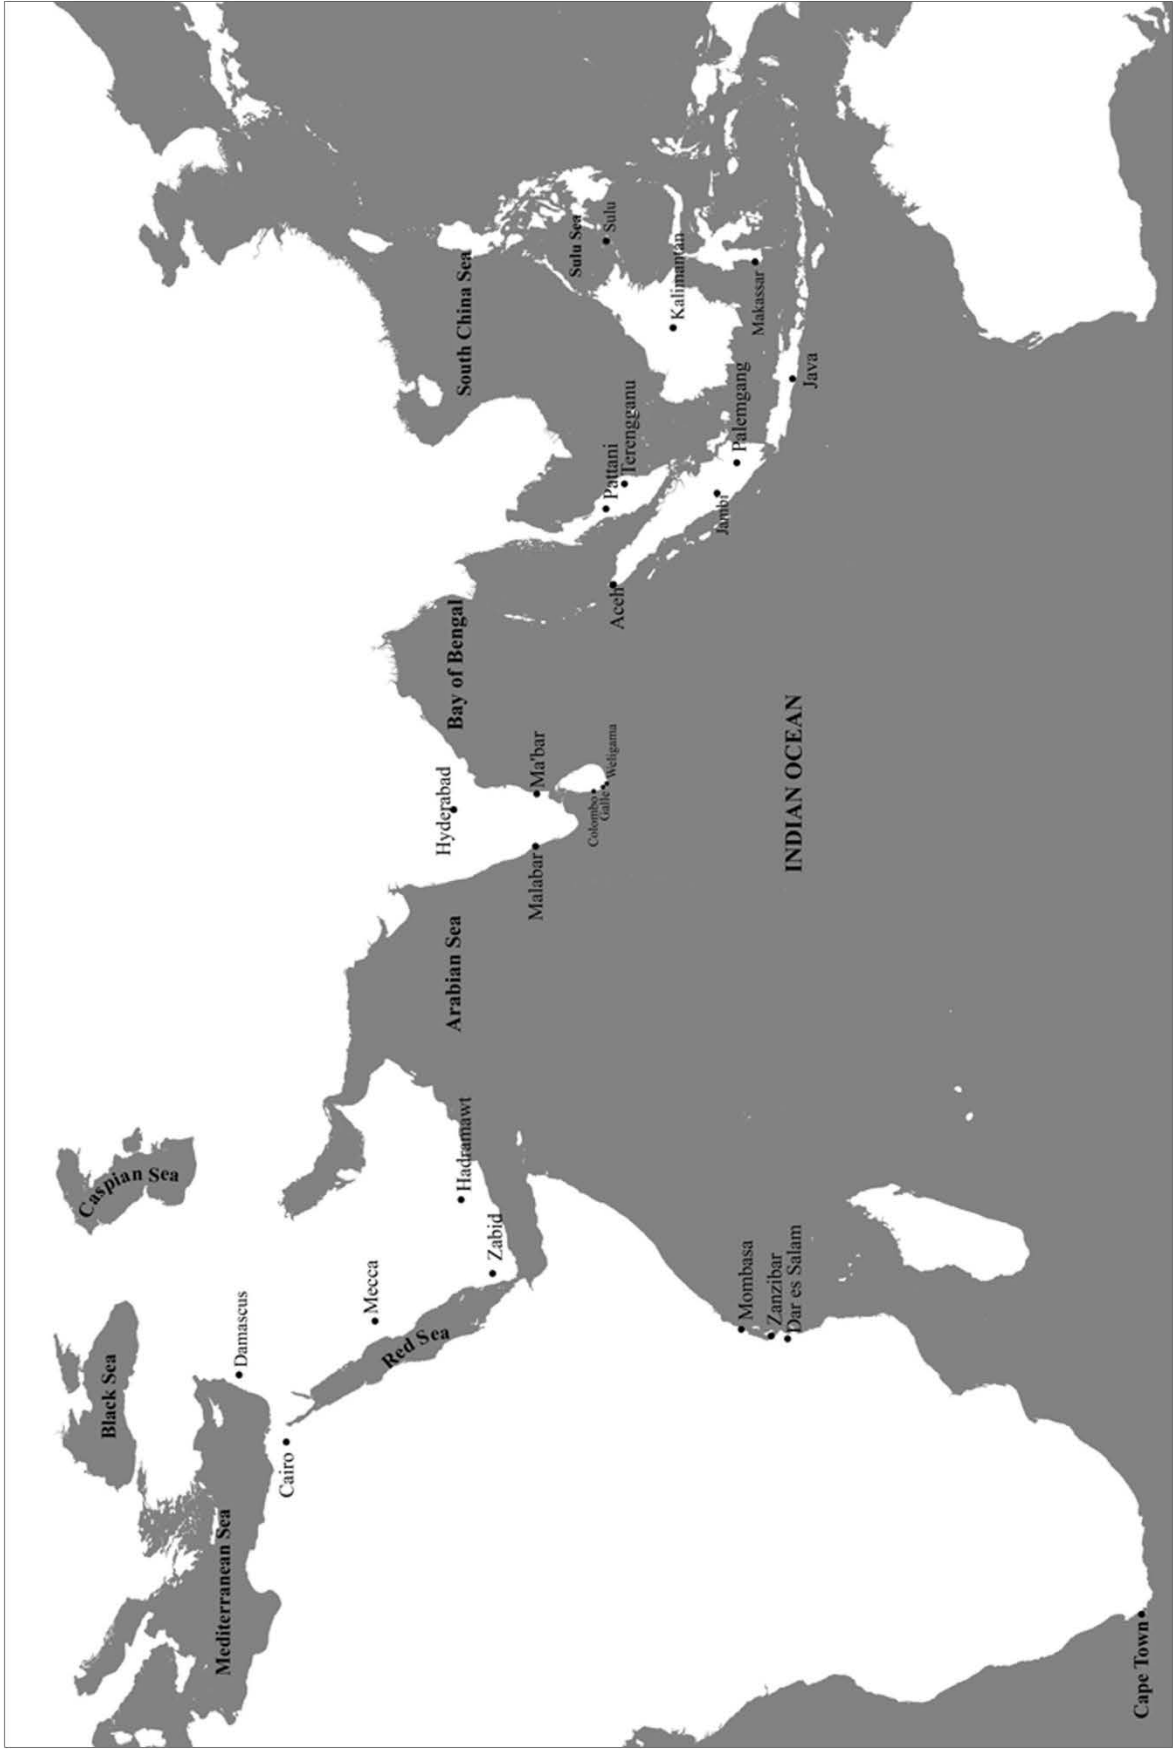 Black Sea
Caspian Sea
Mediterranean Sea
Damascus
Cairo
Mecca
Red Sea
Hadramawt
Zabid
Arabian Sea
Hyderabad
Malabar
Ma'bar
Bay of Bengal
Colombo
Galle
Weligama
South China Sea
Sulu Sea
Sulu
Pattani
Terengganu
Aceh
Kalimantan
Jambi
Palemgang
Makassar
Java
INDIAN OCEAN
Mombasa
Zanzibar
Dar es Salam
Cape Town